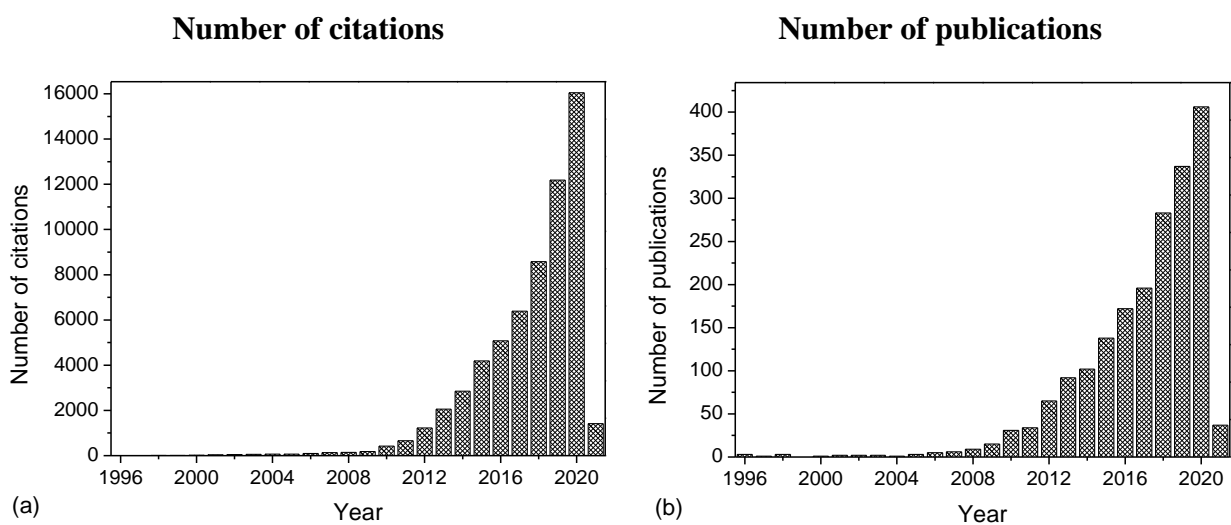 Number of citations
Number of publications
16000
14000
12000
10000
8000
6000
4000
2000
0
Number of citations
1996 2000 2004 2008 2012 2016 2020
Year
(a)
400
350
300
250
200
150
100
50
0
Number of publications
1996 2000 2004 2008 2012 2016 2020
Year
(b)